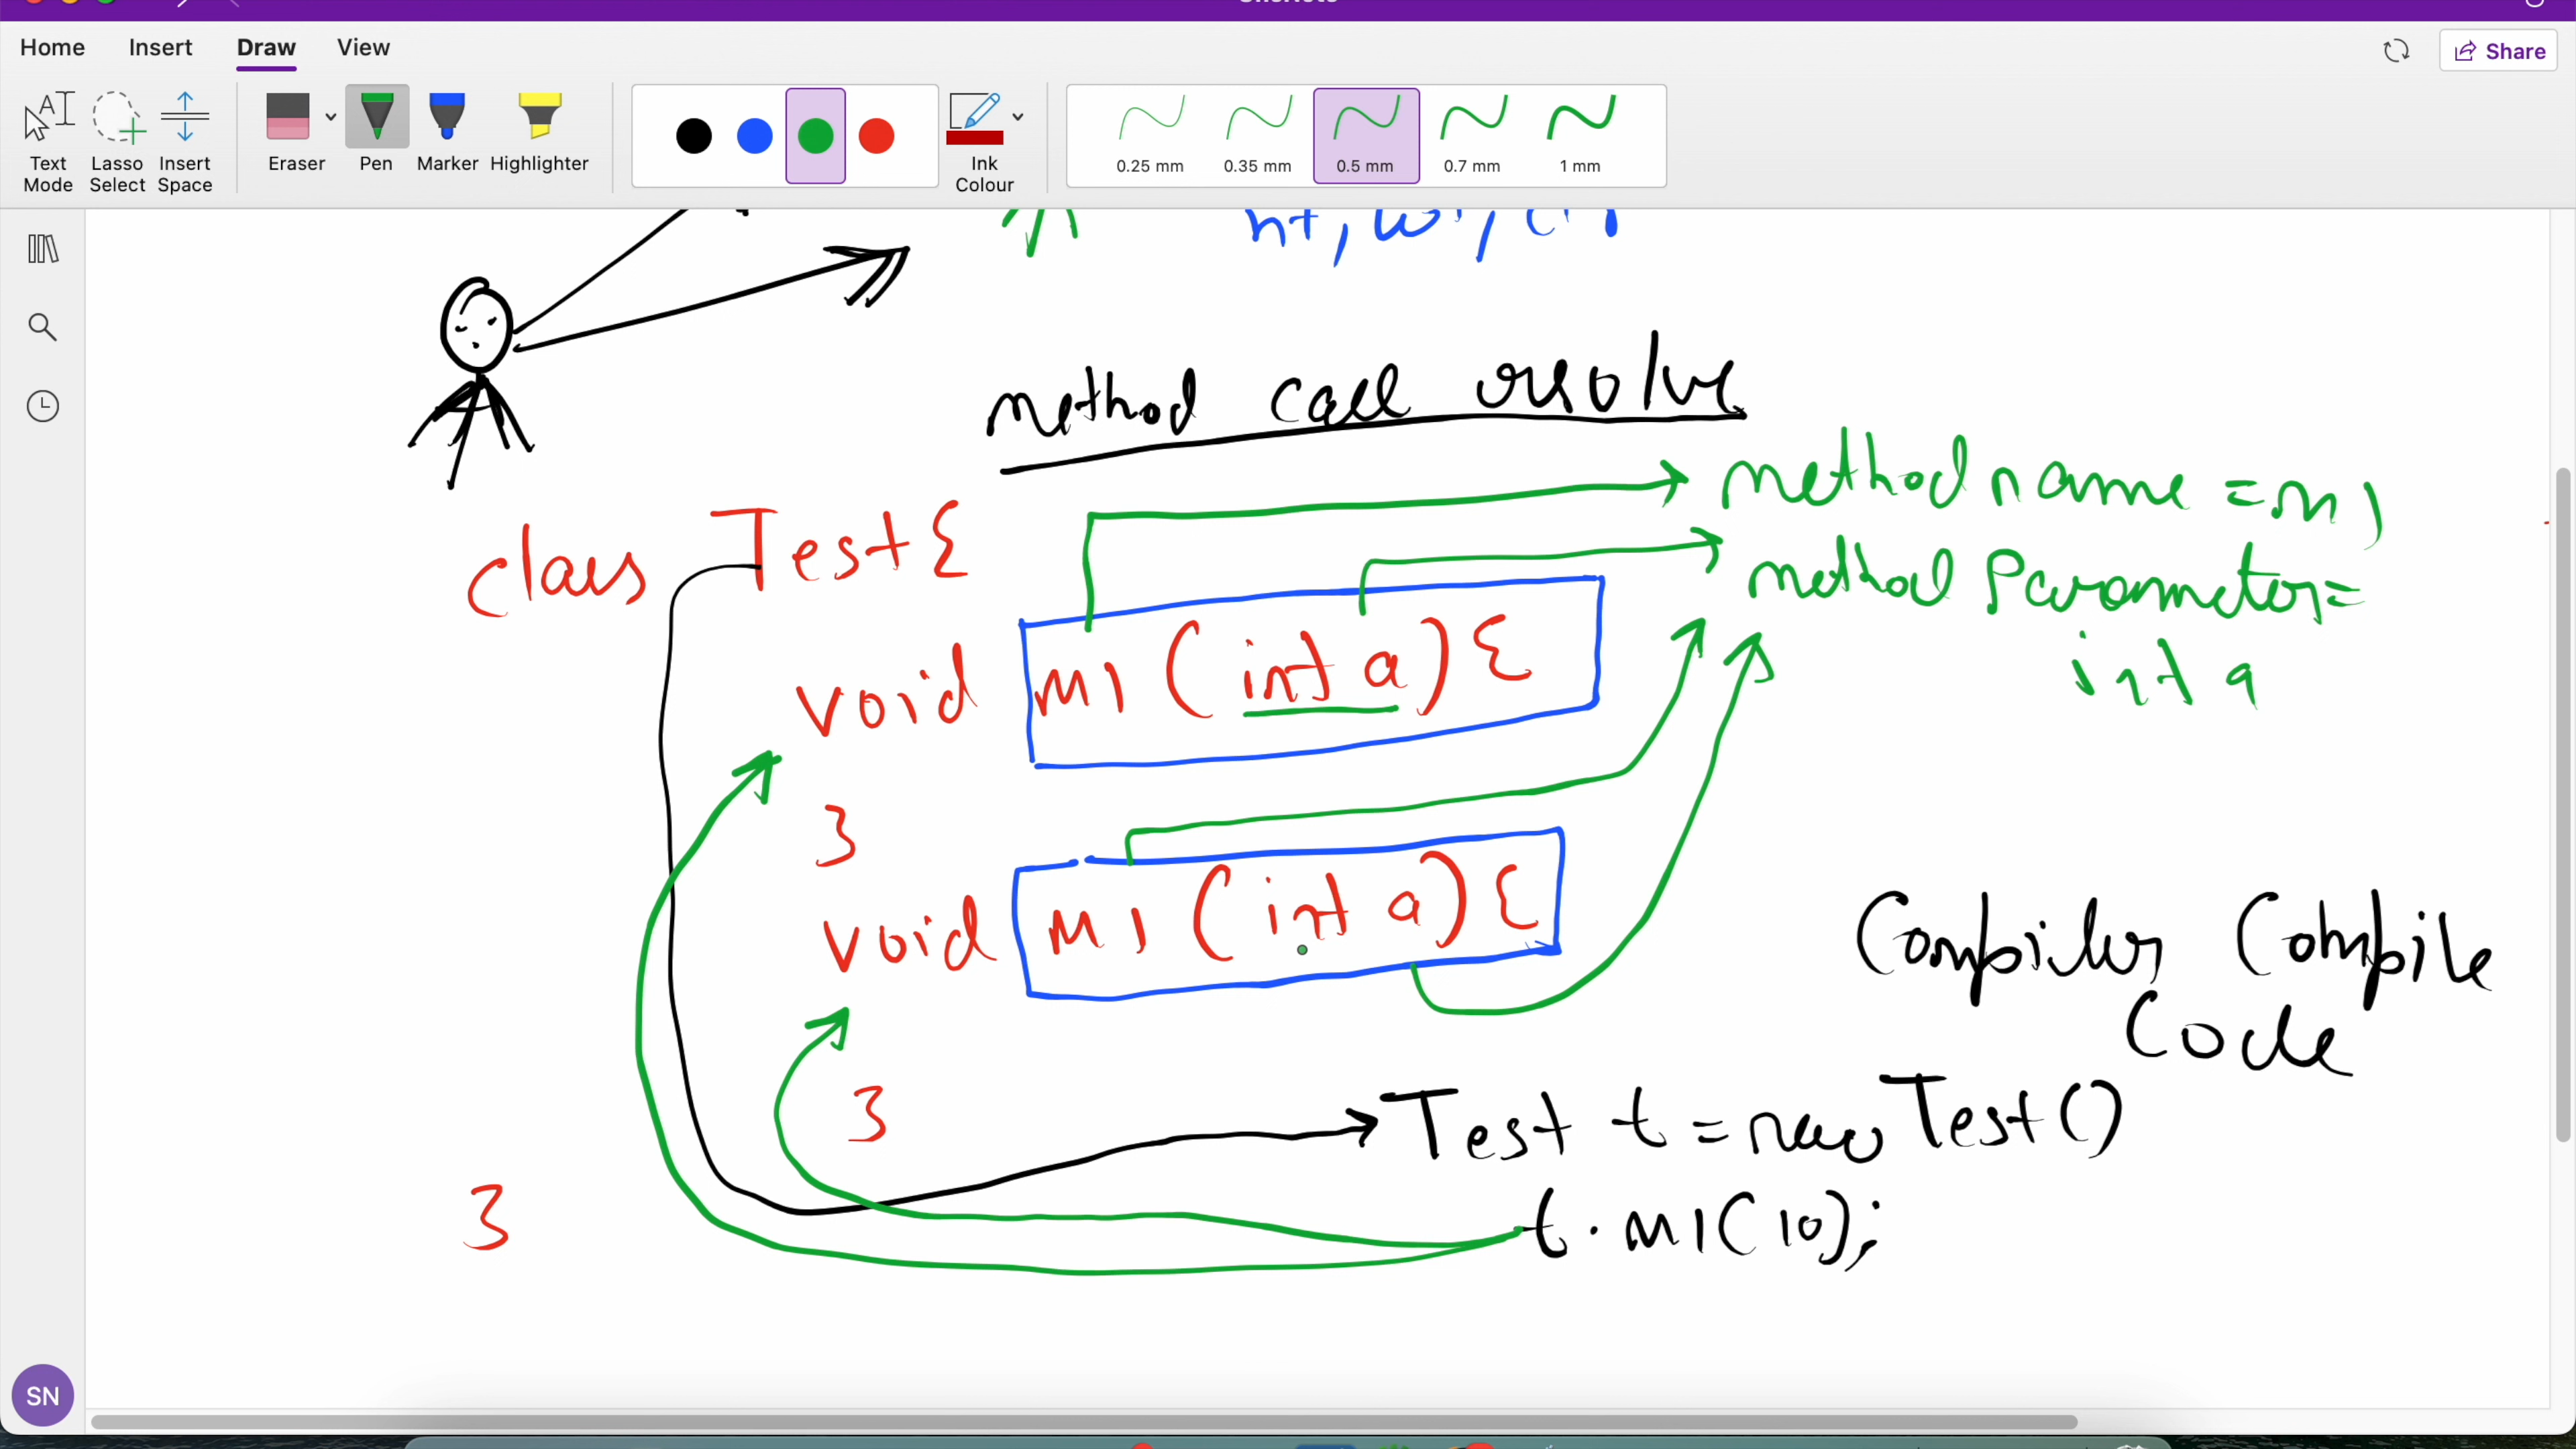 Home Insert Draw View
Share
Text Mode
Lasso Select
Insert Space
Eraser
Pen
Marker
Highlighter
Ink Colour
0.25 mm
0.35 mm
0.5 mm
0.7 mm
1 mm
method call resolve
method name = m1
method Parameter =
int a
class Test {
void m1 ( int a ) {
}
void m1 ( int a ) {
}
}
Compiler Compile
Code
Test t = new Test ()
t . m1 ( 10 ) ;
SN